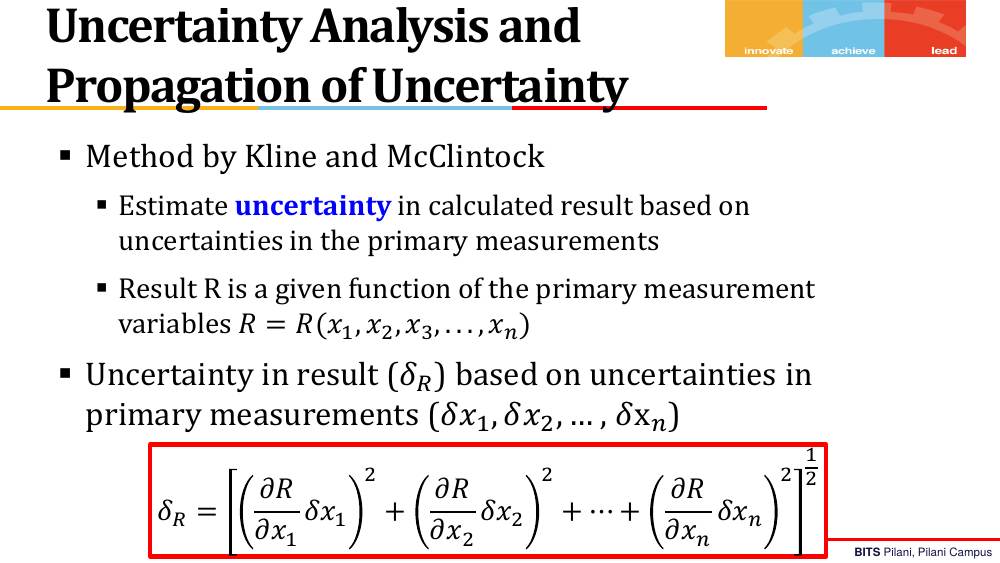 Uncertainty Analysis and
Propagation of Uncertainty
innovate achieve lead
▪ Method by Kline and McClintock
▪ Estimate uncertainty in calculated result based on
uncertainties in the primary measurements
▪ Result R is a given function of the primary measurement
variables 𝑅 = 𝑅(𝑥₁, 𝑥₂, 𝑥₃, . . . , 𝑥ₙ)
▪ Uncertainty in result (𝛿_𝑅) based on uncertainties in
primary measurements (𝛿𝑥₁, 𝛿𝑥₂, … , 𝛿xₙ)
𝛿_𝑅 = [(∂𝑅/∂𝑥₁ 𝛿𝑥₁)² + (∂𝑅/∂𝑥₂ 𝛿𝑥₂)² + ⋯ + (∂𝑅/∂𝑥ₙ 𝛿𝑥ₙ)²]^(1/2)
BITS Pilani, Pilani Campus